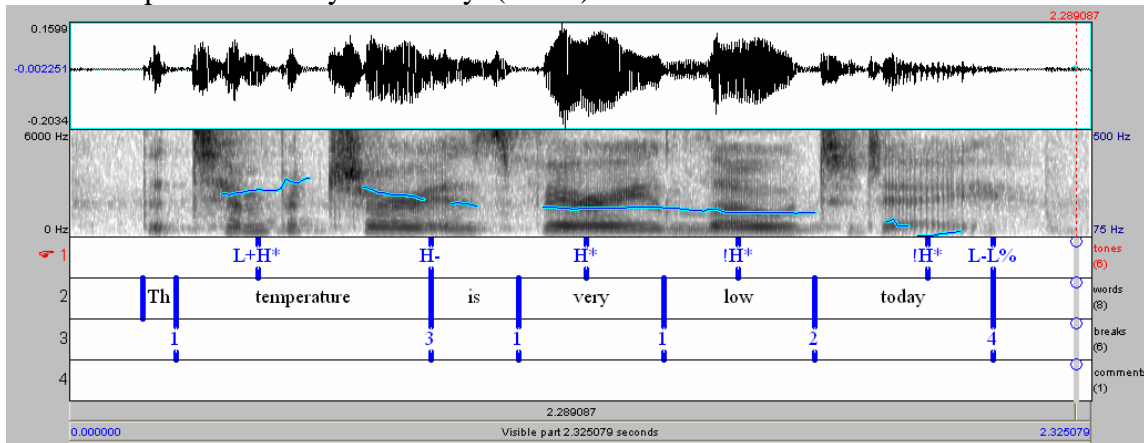 2.289087
0.1599
-0.002251
-0.2034
6000 Hz
500 Hz
0 Hz
75 Hz
1 L+H* H- H* !H* !H* L-L% tones (6)
2 Th temperature is very low today words (8)
3 1 3 1 1 2 4 breaks (6)
4 comment (1)
2.289087
0.000000 Visible part 2.325079 seconds 2.325079